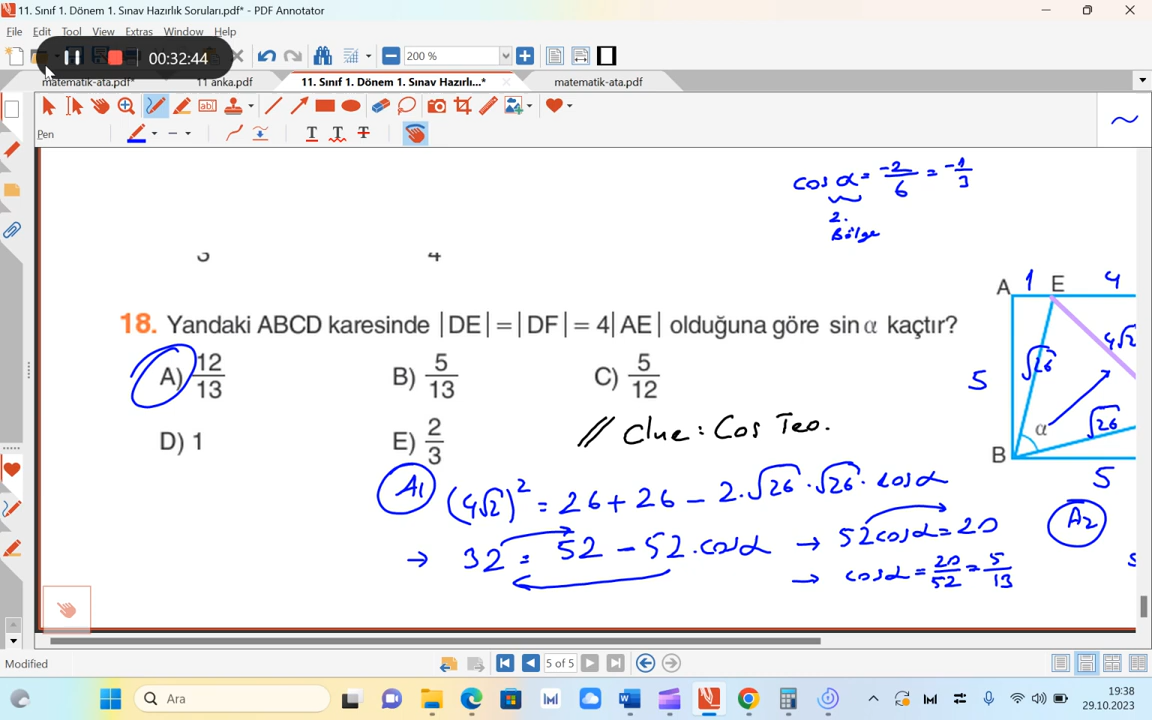 11. Sınıf 1. Dönem 1. Sınav Hazırlık Soruları.pdf* - PDF Annotator
File Edit Tool View Extras Window Help
00:32:44
200 %
matematik-ata.pdf* 11 anka.pdf 11. Sınıf 1. Dönem 1. Sınav Hazırlı...* matematik-ata.pdf
Pen
cos α = -2/6 = -1/3
2.
Bölge
18. Yandaki ABCD karesinde |DE| = |DF| = 4|AE| olduğuna göre sin α kaçtır?
A) 12/13 B) 5/13 C) 5/12
D) 1 E) 2/3
// Clue: Cos Teo.
A 1 E 4
4√2
√26
5
α √26
B
5
A1 (4√2)² = 26 + 26 - 2.√26.√26. cosα
→ 32 = 52 - 52.cosα → 52cosα = 20
→ cosα = 20/52 = 5/13
A2
Modified
5 of 5
Ara
19:38
29.10.2023